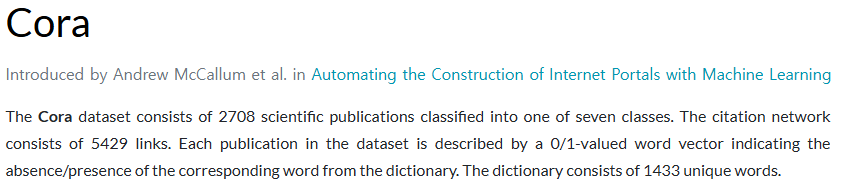 Cora
Introduced by Andrew McCallum et al. in Automating the Construction of Internet Portals with Machine Learning
The Cora dataset consists of 2708 scientific publications classified into one of seven classes. The citation network
consists of 5429 links. Each publication in the dataset is described by a 0/1-valued word vector indicating the
absence/presence of the corresponding word from the dictionary. The dictionary consists of 1433 unique words.